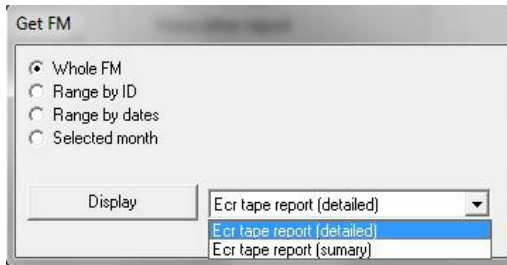 Get FM
Whole FM
Range by ID
Range by dates
Selected month
Display
Ecr tape report (detailed)
Ecr tape report (detailed)
Ecr tape report (sumary)